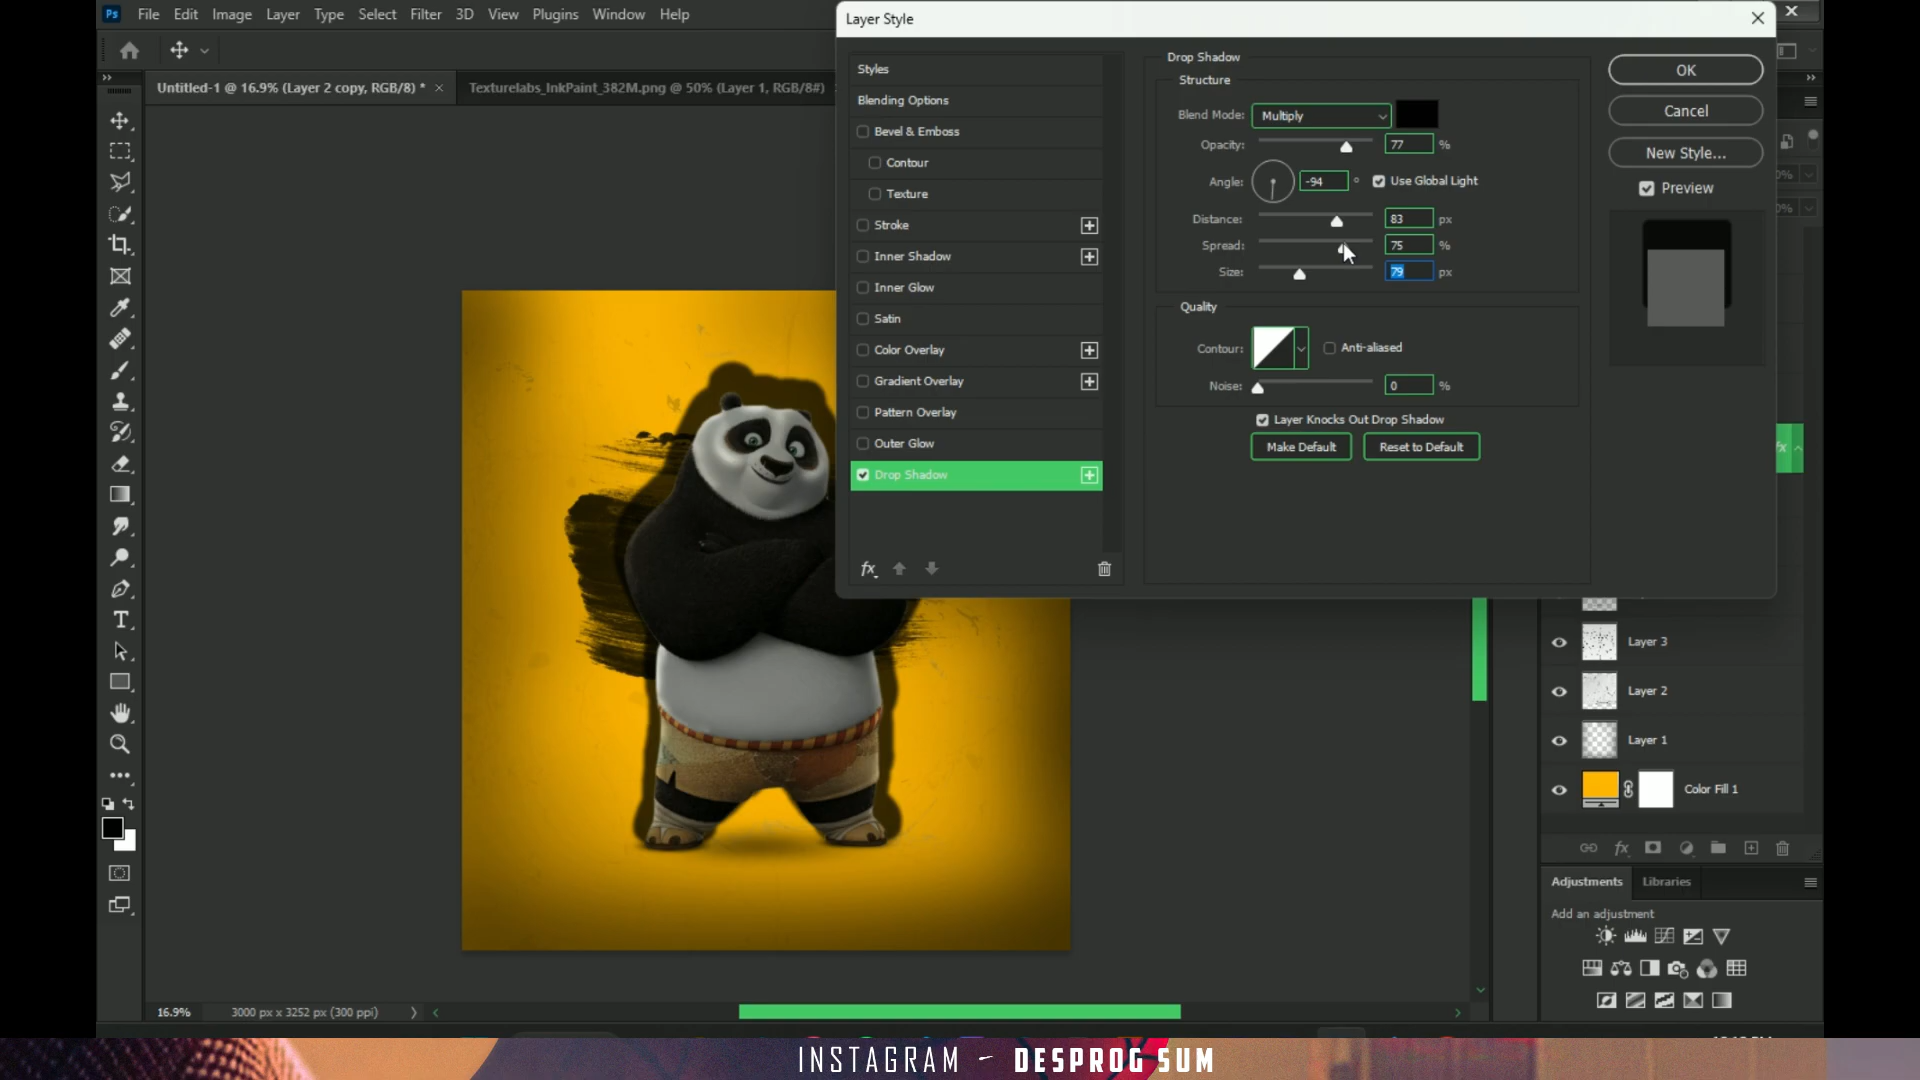 Ps File Edit Image Layer Type Select Filter 3D View Plugins Window Help
Layer Style
Untitled-1 @ 16.9% (Layer 2 copy, RGB/8) *
Texturelabs_InkPaint_382M.png @ 50% (Layer 1, RGB/8#)
Styles
Blending Options
Bevel & Emboss
Contour
Texture
Stroke
Inner Shadow
Inner Glow
Satin
Color Overlay
Gradient Overlay
Pattern Overlay
Outer Glow
Drop Shadow
fx
Drop Shadow
Structure
Blend Mode: Multiply
Opacity: 77 %
Angle: -94 ° Use Global Light
Distance: 83 px
Spread: 75 %
Size: 79 px
Quality
Contour: Anti-aliased
Noise: 0 %
Layer Knocks Out Drop Shadow
Make Default Reset to Default
OK
Cancel
New Style...
Preview
0%
0%
fx
Layer 3
Layer 2
Layer 1
Color Fill 1
fx
Adjustments Libraries
Add an adjustment
16.9% 3000 px x 3252 px (300 ppi)
INSTAGRAM - DESPROG SUM